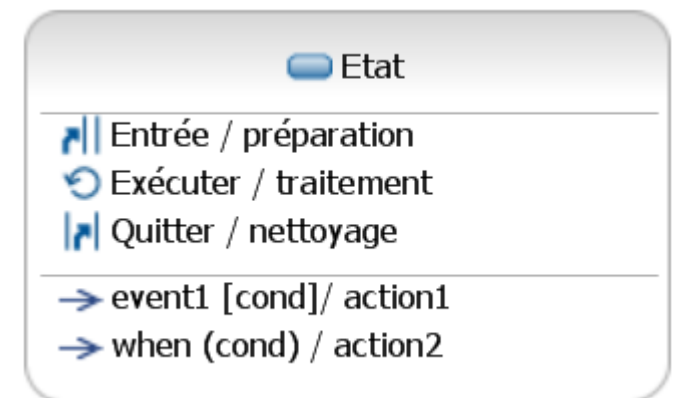 Etat
Entrée / préparation
Exécuter / traitement
Quitter / nettoyage
event1 [cond]/ action1
when (cond) / action2